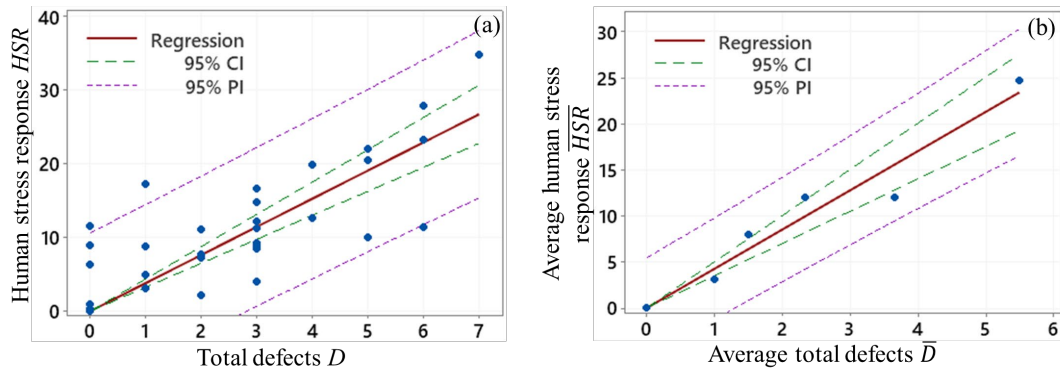 (a)
Human stress response HSR
40
30
20
10
0
Regression
95% CI
95% PI
0 1 2 3 4 5 6 7
Total defects D
(b)
Average human stress
response H̅S̅R̅
30
25
20
15
10
5
0
Regression
95% CI
95% PI
0 1 2 3 4 5 6
Average total defects D̅